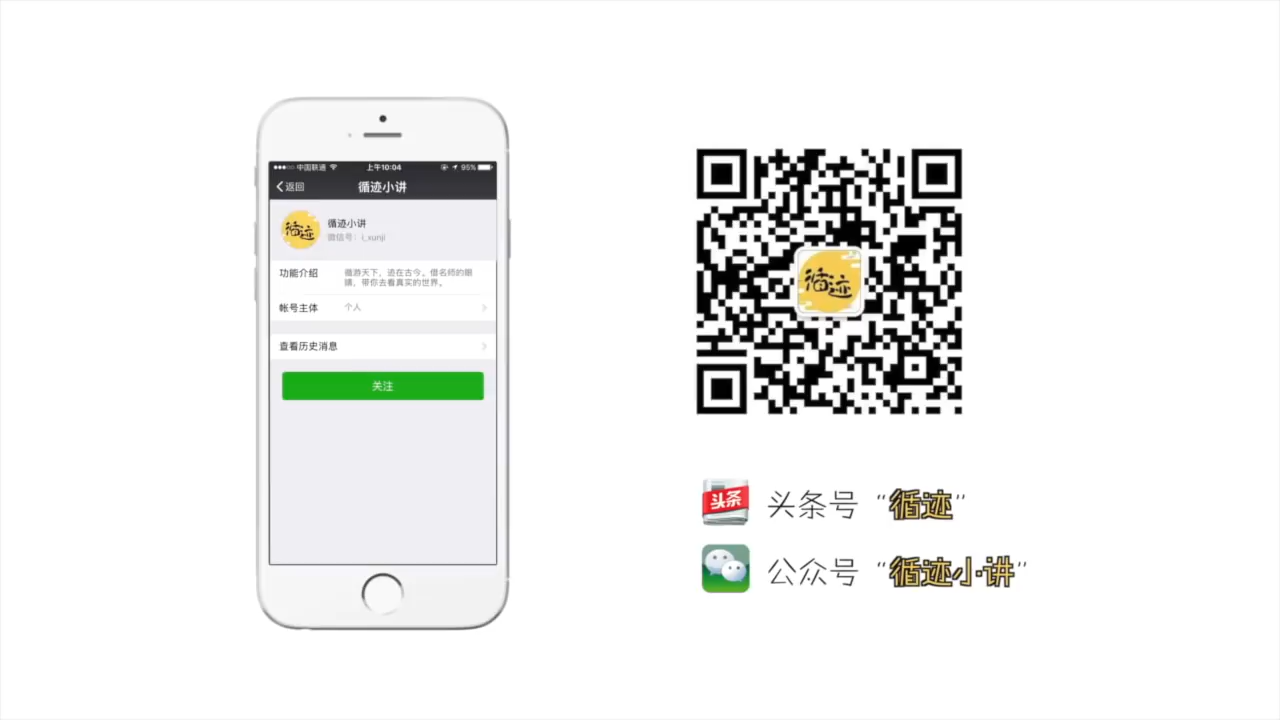 中国联通
上午10:04
95%
返回
循迹小讲
循迹
循迹小讲
微信号: i_xunji
功能介绍
循游天下，迹在古今。借名师的眼
睛，带你去看真实的世界。
帐号主体
个人
查看历史消息
关注
循迹
头条
头条号 “循迹”
公众号 “循迹小讲”